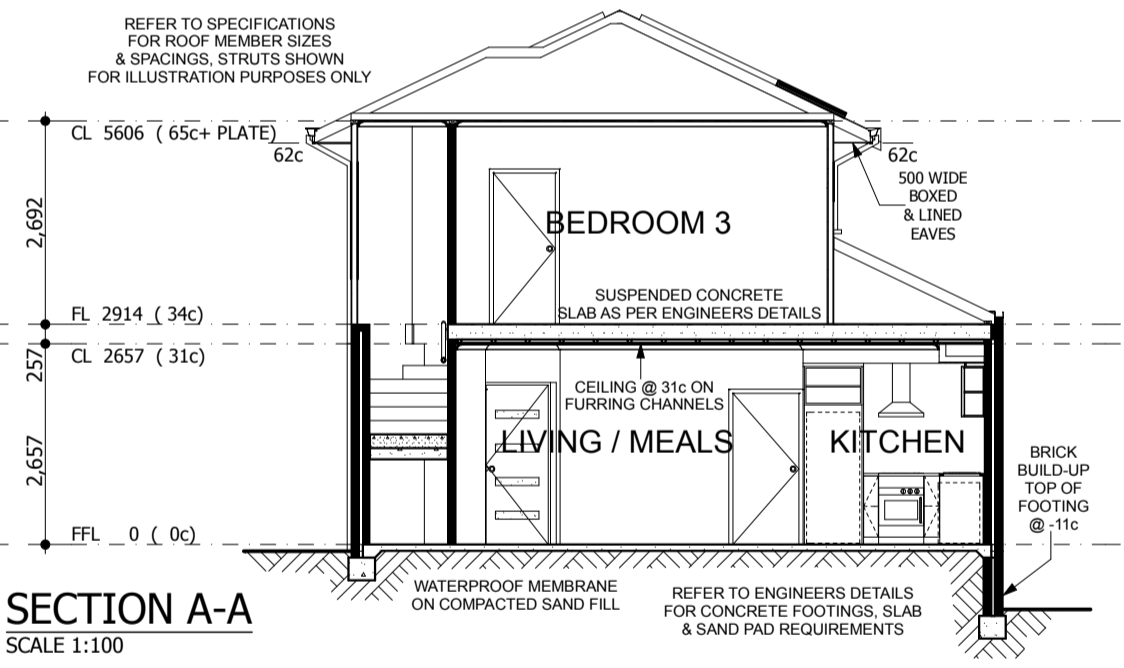 REFER TO SPECIFICATIONS
FOR ROOF MEMBER SIZES
& SPACINGS, STRUTS SHOWN
FOR ILLUSTRATION PURPOSES ONLY
CL 5606 ( 65c+ PLATE)
62c
62c
500 WIDE
BOXED
& LINED
EAVES
2,692
BEDROOM 3
SUSPENDED CONCRETE
SLAB AS PER ENGINEERS DETAILS
FL 2914 ( 34c)
257
CL 2657 ( 31c)
CEILING @ 31c ON
FURRING CHANNELS
LIVING / MEALS
KITCHEN
2,657
BRICK
BUILD-UP
TOP OF
FOOTING
@ -11c
FFL 0 ( 0c)
WATERPROOF MEMBRANE
ON COMPACTED SAND FILL
REFER TO ENGINEERS DETAILS
FOR CONCRETE FOOTINGS, SLAB
& SAND PAD REQUIREMENTS
SECTION A-A
SCALE 1:100